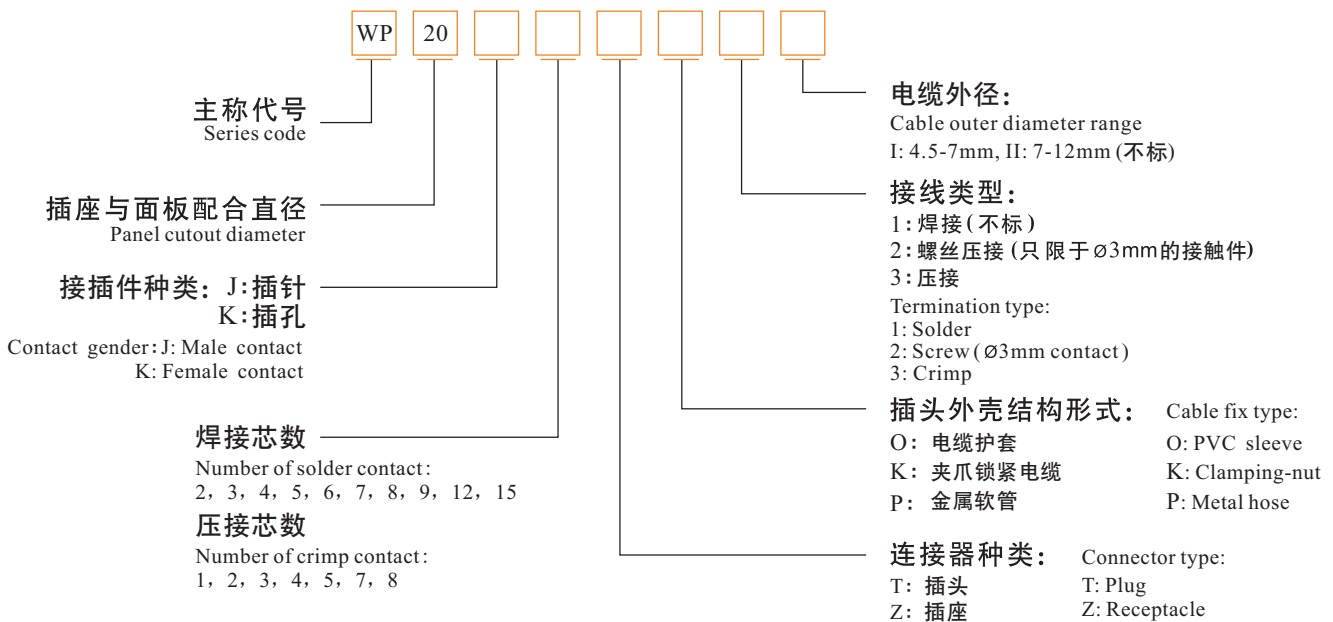 WP 20
主称代号
Series code
插座与面板配合直径
Panel cutout diameter
接插件种类：J:插针
K:插孔
Contact gender:J: Male contact
K: Female contact
焊接芯数
Number of solder contact:
2, 3, 4, 5, 6, 7, 8, 9, 12, 15
压接芯数
Number of crimp contact:
1, 2, 3, 4, 5, 7, 8
电缆外径：
Cable outer diameter range
I: 4.5-7mm, II: 7-12mm (不标)
接线类型：
1:焊接(不标)
2:螺丝压接(只限于Ø3mm的接触件)
3:压接
Termination type:
1: Solder
2: Screw(Ø3mm contact)
3: Crimp
插头外壳结构形式： Cable fix type:
O: 电缆护套 O: PVC sleeve
K: 夹爪锁紧电缆 K: Clamping-nut
P: 金属软管 P: Metal hose
连接器种类： Connector type:
T: 插头 T: Plug
Z: 插座 Z: Receptacle